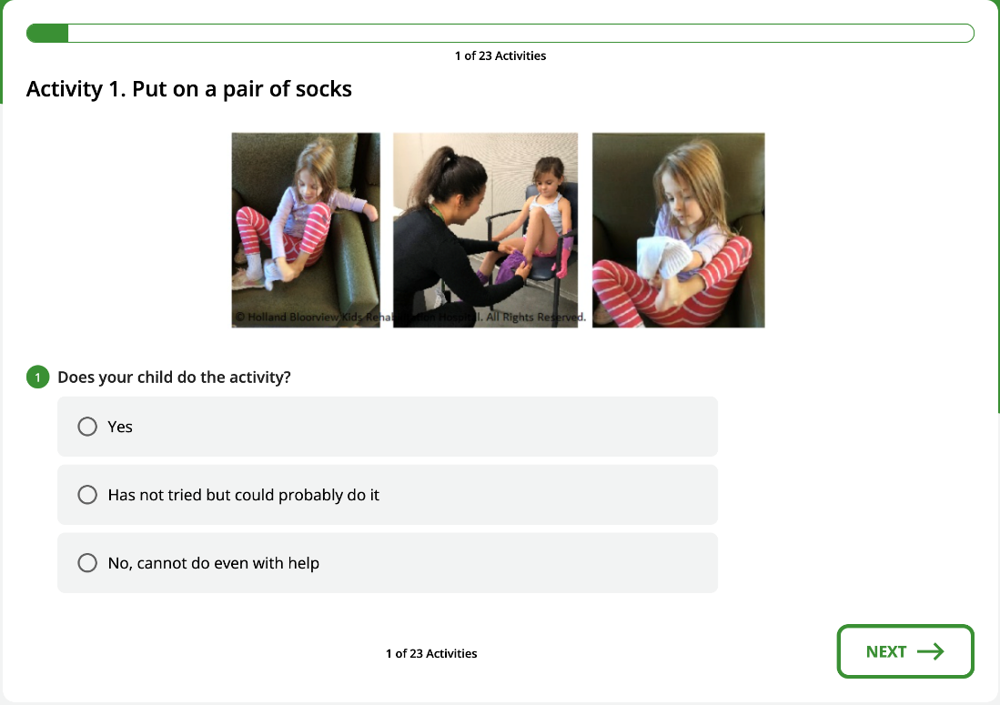 1 of 23 Activities
Activity 1. Put on a pair of socks
© Holland Bloorview Kids Rehabilitation Hospital. All Rights Reserved.
1 Does your child do the activity?
Yes
Has not tried but could probably do it
No, cannot do even with help
1 of 23 Activities
NEXT